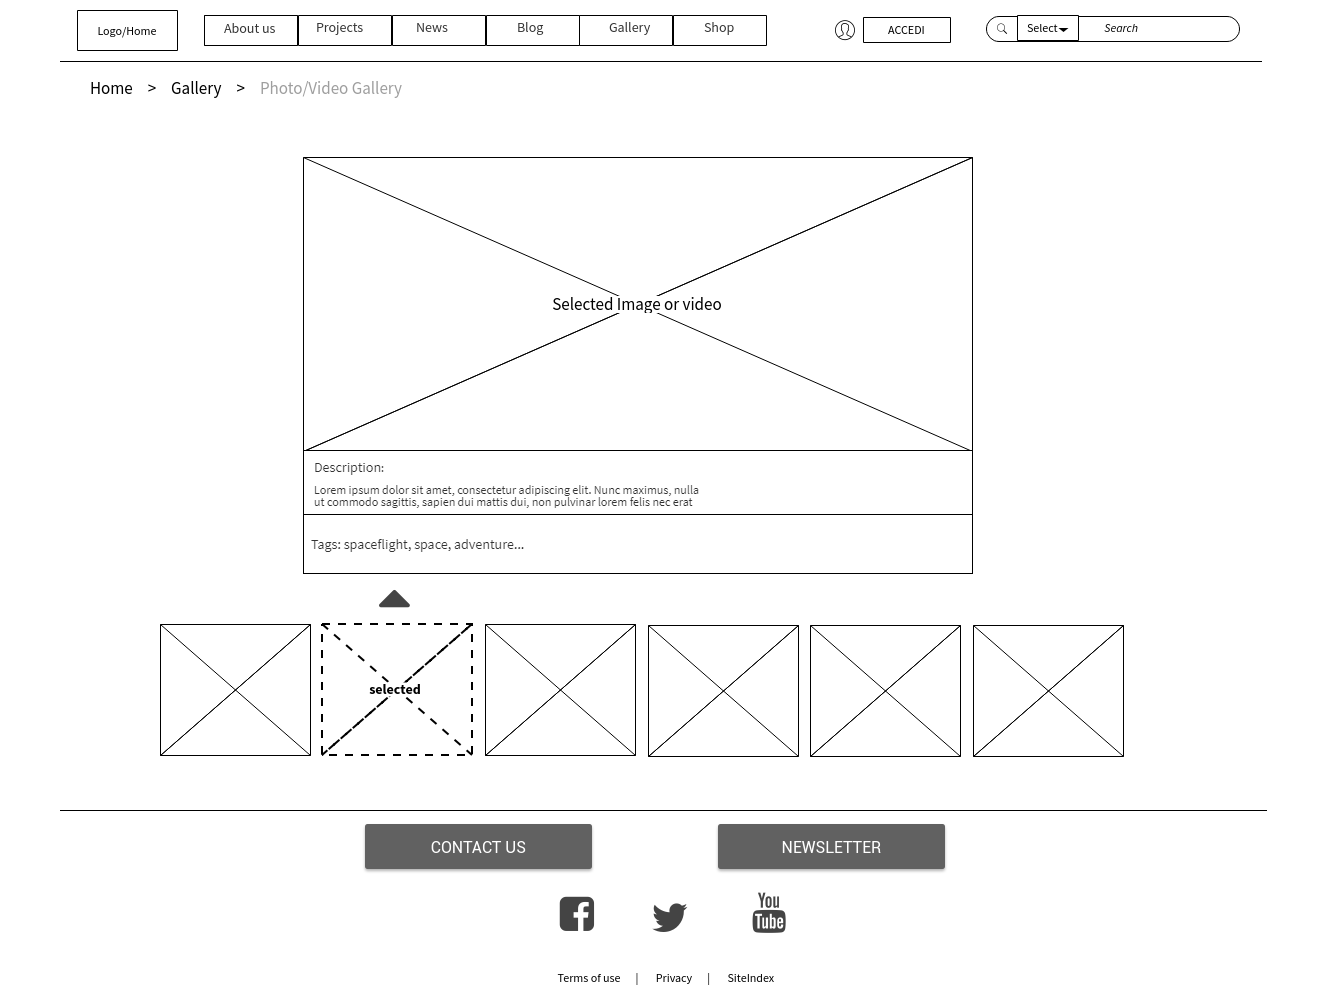 Logo/Home
About us
Projects
News
Blog
Gallery
Shop
ACCEDI
Select
Search
Home > Gallery > Photo/Video Gallery
Selected Image or video
Description:
Lorem ipsum dolor sit amet, consectetur adipiscing elit. Nunc maximus, nulla
ut commodo sagittis, sapien dui mattis dui, non pulvinar lorem felis nec erat
Tags: spaceflight, space, adventure...
selected
CONTACT US
NEWSLETTER
You
Tube
Terms of use | Privacy | SiteIndex